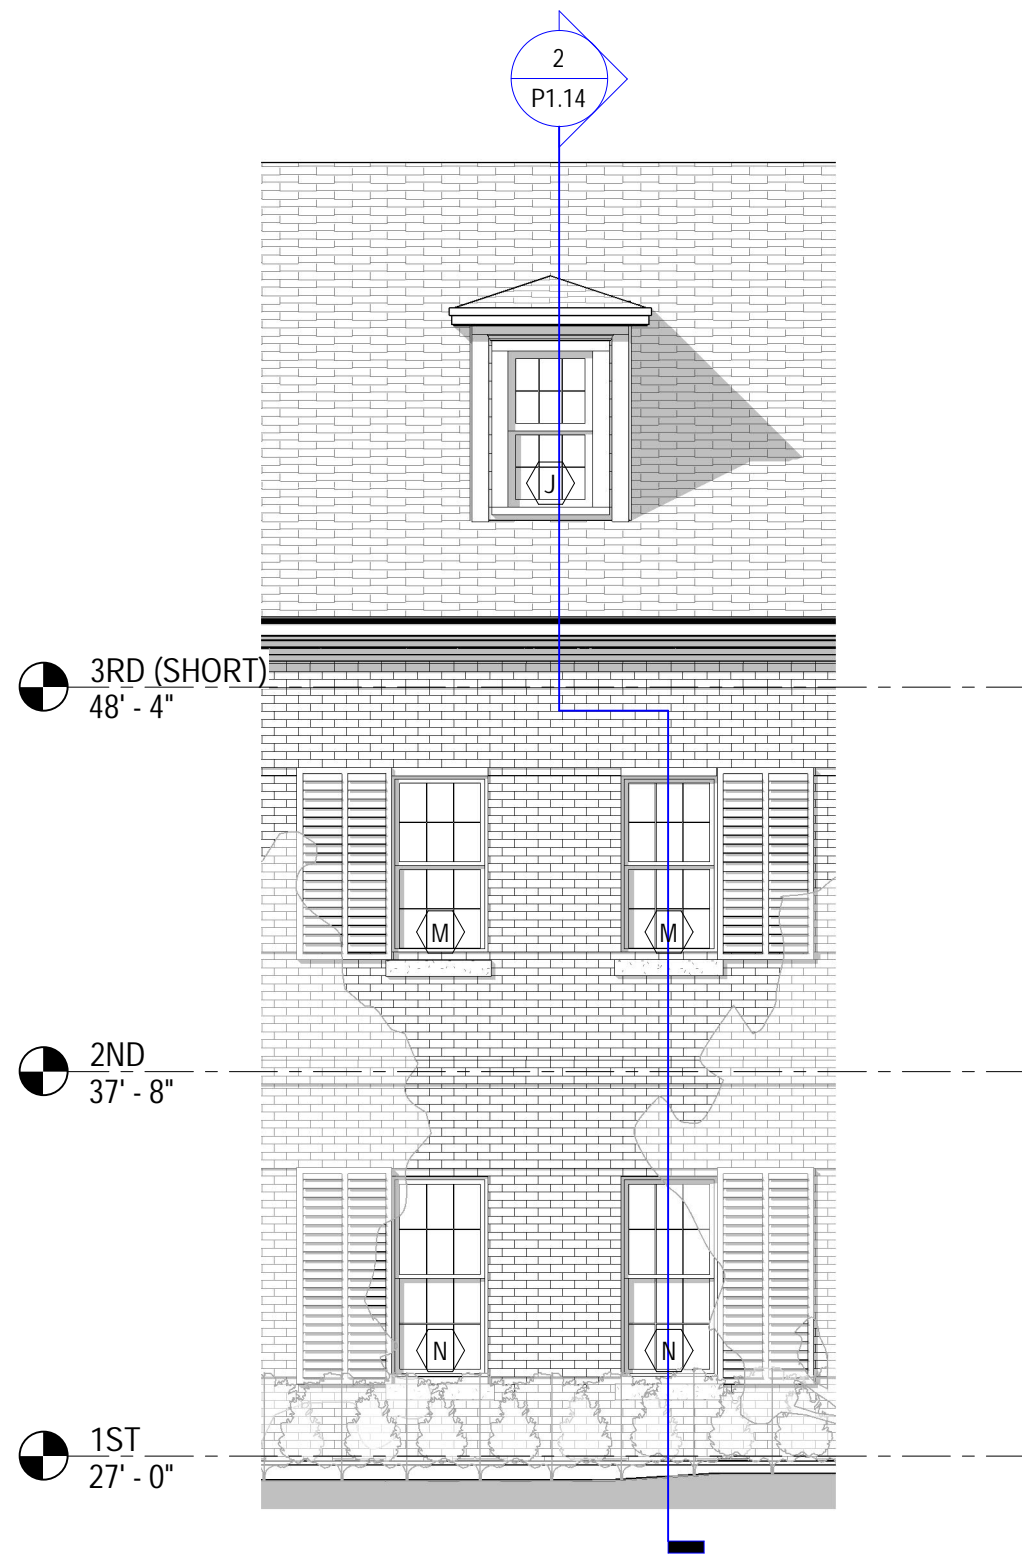 2
P1.14
J
3RD (SHORT)
48' - 4"
M M
2ND
37' - 8"
N N
1ST
27' - 0"